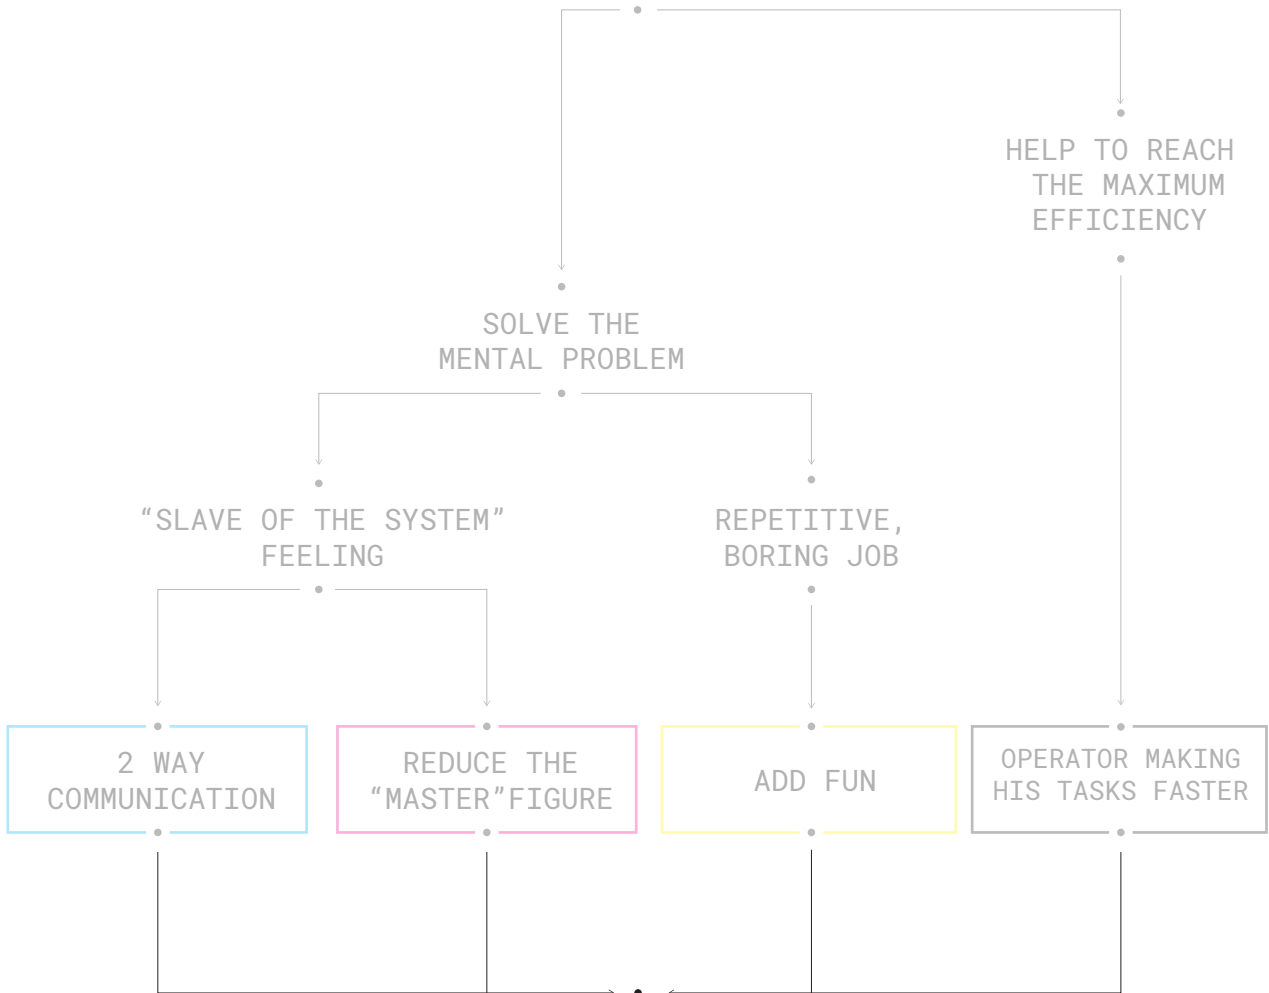 HELP TO REACH
THE MAXIMUM
EFFICIENCY
SOLVE THE
MENTAL PROBLEM
“SLAVE OF THE SYSTEM”
FEELING
REPETITIVE,
BORING JOB
2 WAY
COMMUNICATION
REDUCE THE
“MASTER”FIGURE
ADD FUN
OPERATOR MAKING
HIS TASKS FASTER